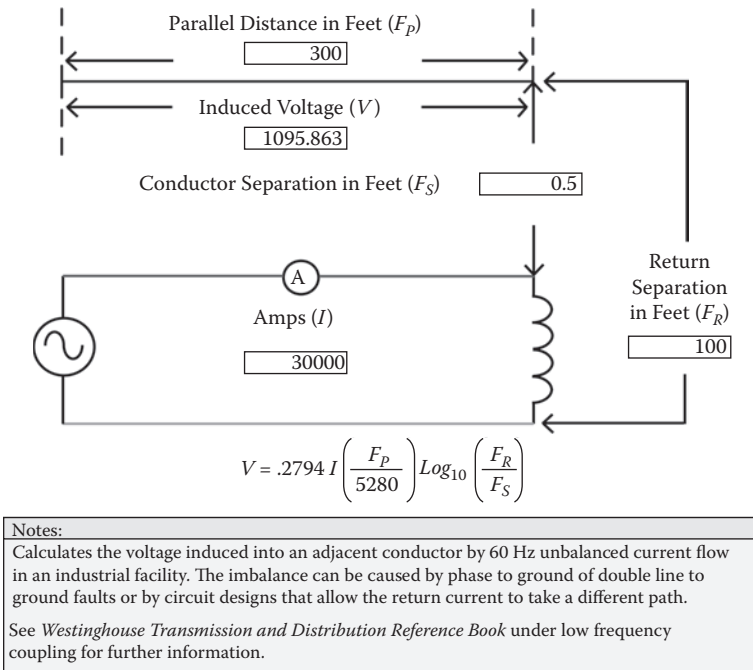 Parallel Distance in Feet (F_P)
300
Induced Voltage (V)
1095.863
Conductor Separation in Feet (F_S) 0.5
A
Amps (I)
30000
Return
Separation
in Feet (F_R)
100
V = .2794 I (F_P / 5280) Log_10 (F_R / F_S)
Notes:
Calculates the voltage induced into an adjacent conductor by 60 Hz unbalanced current flow
in an industrial facility. The imbalance can be caused by phase to ground of double line to
ground faults or by circuit designs that allow the return current to take a different path.
See Westinghouse Transmission and Distribution Reference Book under low frequency
coupling for further information.